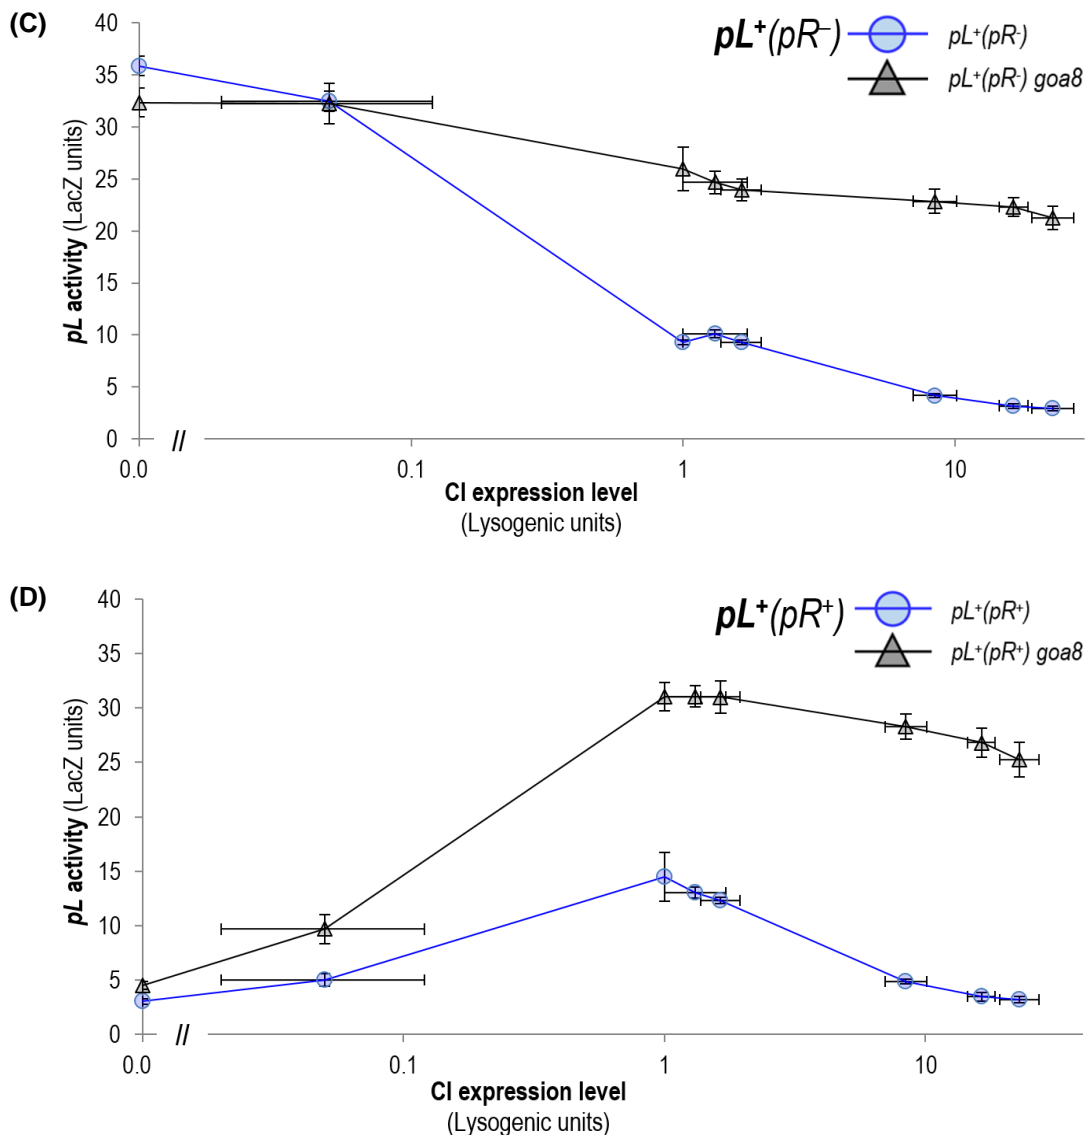 (C)
pL⁺(pR⁻)
pL⁺(pR⁻)
pL⁺(pR⁻) goa8
40
35
30
25
20
15
10
5
0
pL activity (LacZ units)
0.0 // 0.1 1 10
CI expression level
(Lysogenic units)
(D)
pL⁺(pR⁺)
pL⁺(pR⁺)
pL⁺(pR⁺) goa8
40
35
30
25
20
15
10
5
0
pL activity (LacZ units)
0.0 // 0.1 1 10
CI expression level
(Lysogenic units)